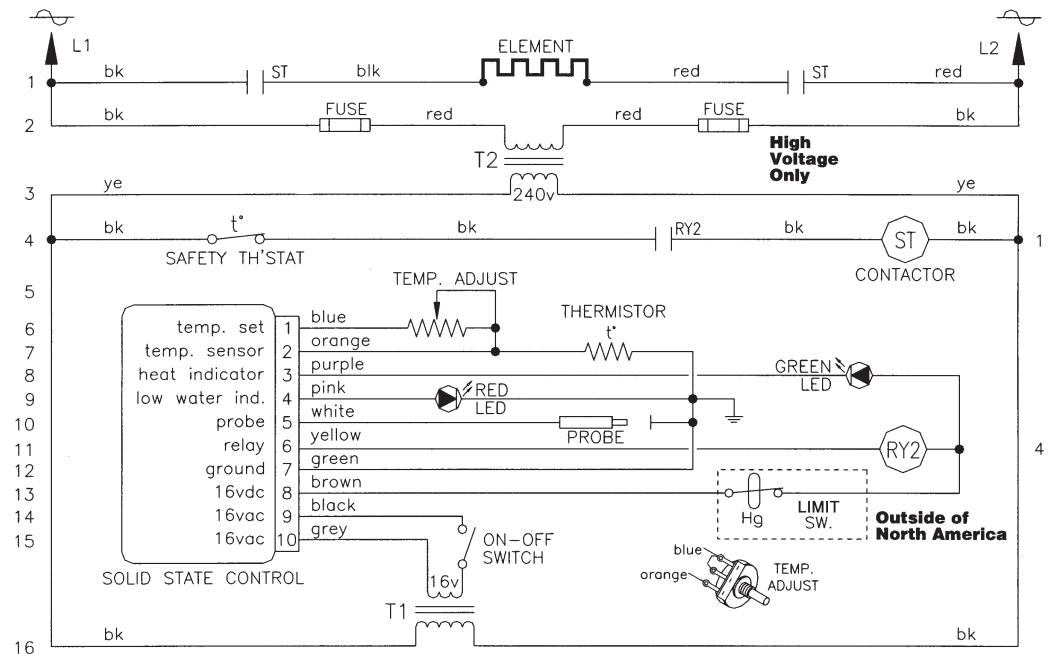 L1
L2
ELEMENT
1 bk ST blk red ST red
FUSE FUSE
2 bk red red bk
T2
High
Voltage
Only
3 ye 240v ye
4 bk t° bk RY2 bk ST bk 1
SAFETY TH'STAT
CONTACTOR
5 TEMP. ADJUST
THERMISTOR
t°
6 temp. set 1 blue
7 temp. sensor 2 orange
8 heat indicator 3 purple GREEN
LED
9 low water ind. 4 pink RED
LED
10 probe 5 white PROBE
11 relay 6 yellow RY2 4
12 ground 7 green
13 16vdc 8 brown
Hg LIMIT
SW.
Outside of
North America
14 16vac 9 black
15 16vac 10 grey ON-OFF
SWITCH
SOLID STATE CONTROL
16v
T1
blue
orange
TEMP.
ADJUST
16 bk bk